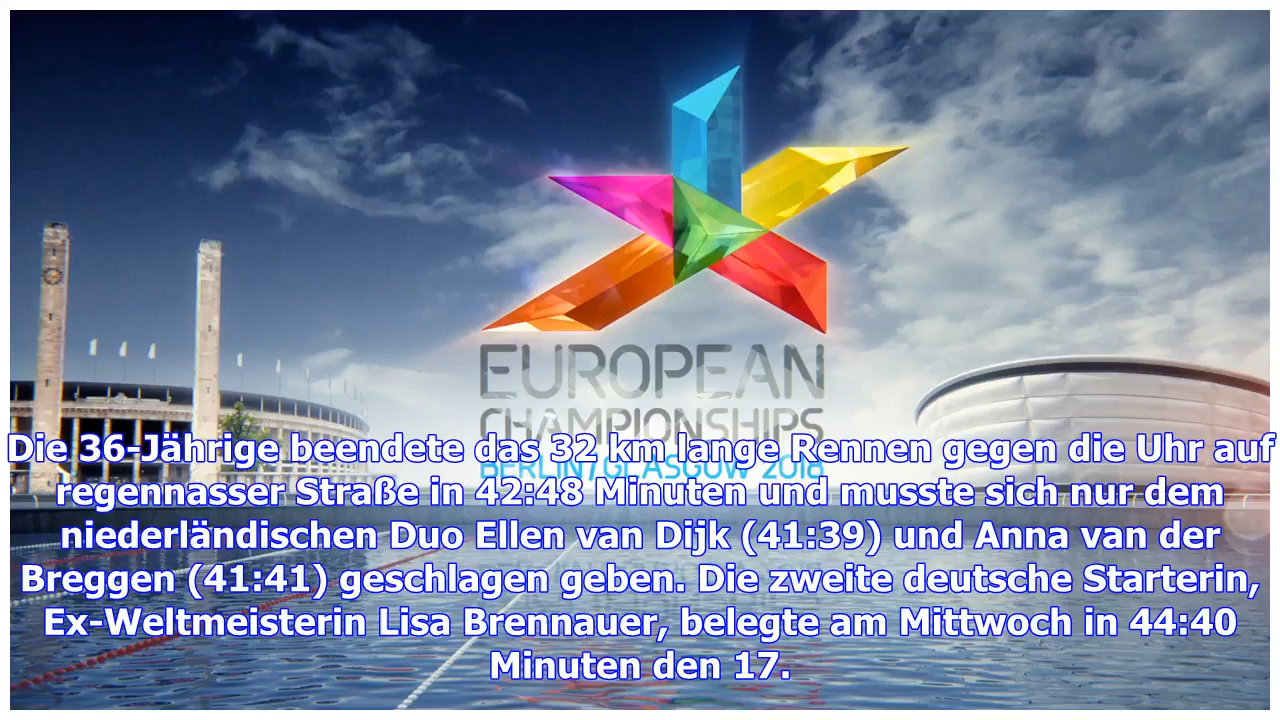 EUROPEAN
CHAMPIONSHIPS
BERLIN/GLASGOW 2018
Die 36-Jährige beendete das 32 km lange Rennen gegen die Uhr auf
regennasser Straße in 42:48 Minuten und musste sich nur dem
niederländischen Duo Ellen van Dijk (41:39) und Anna van der
Breggen (41:41) geschlagen geben. Die zweite deutsche Starterin,
Ex-Weltmeisterin Lisa Brennauer, belegte am Mittwoch in 44:40
Minuten den 17.